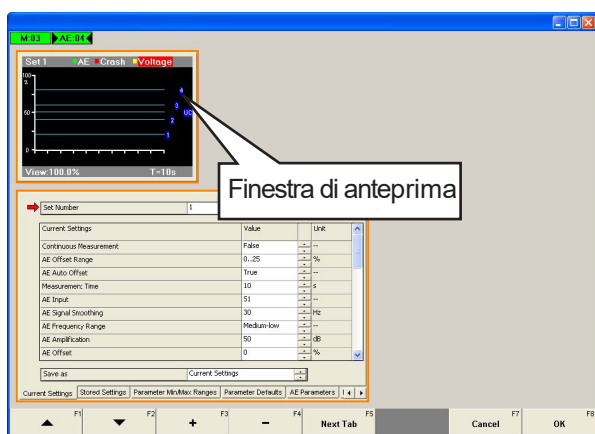 M:03 AE:04
Set 1 AE Crash Voltage
100
%
4
3
50
UC
2
1
0
View:100.0% T=10s
Finestra di anteprima
Set Number 1
Current Settings Value Unit
Continuous Measurement False --
AE Offset Range 0..25 %
AE Auto Offset True --
Measurement Time 10 s
AE Input S1 --
AE Signal Smoothing 30 Hz
AE Frequency Range Medium-low --
AE Amplification 50 dB
AE Offset 0 %
Save as Current Settings
Current Settings Stored Settings Parameter Min/Max Ranges Parameter Defaults AE Parameters
F1 F2 F3 F4 F5 F7 F8
+ − Next Tab Cancel OK